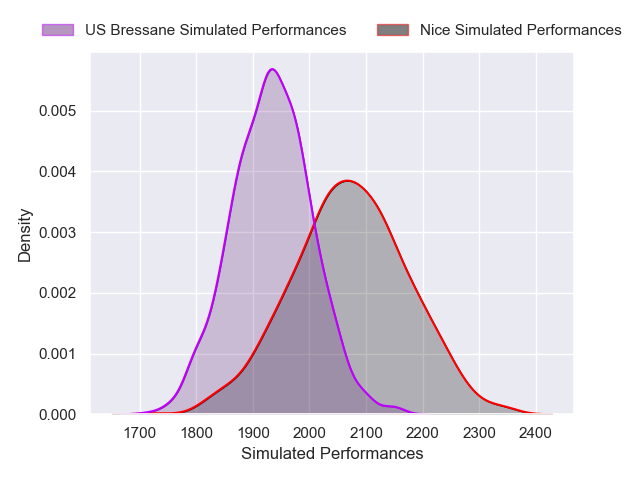 US Bressane Simulated Performances
Nice Simulated Performances
0.005
0.004
0.003
0.002
0.001
0.000
Density
1700 1800 1900 2000 2100 2200 2300 2400
Simulated Performances